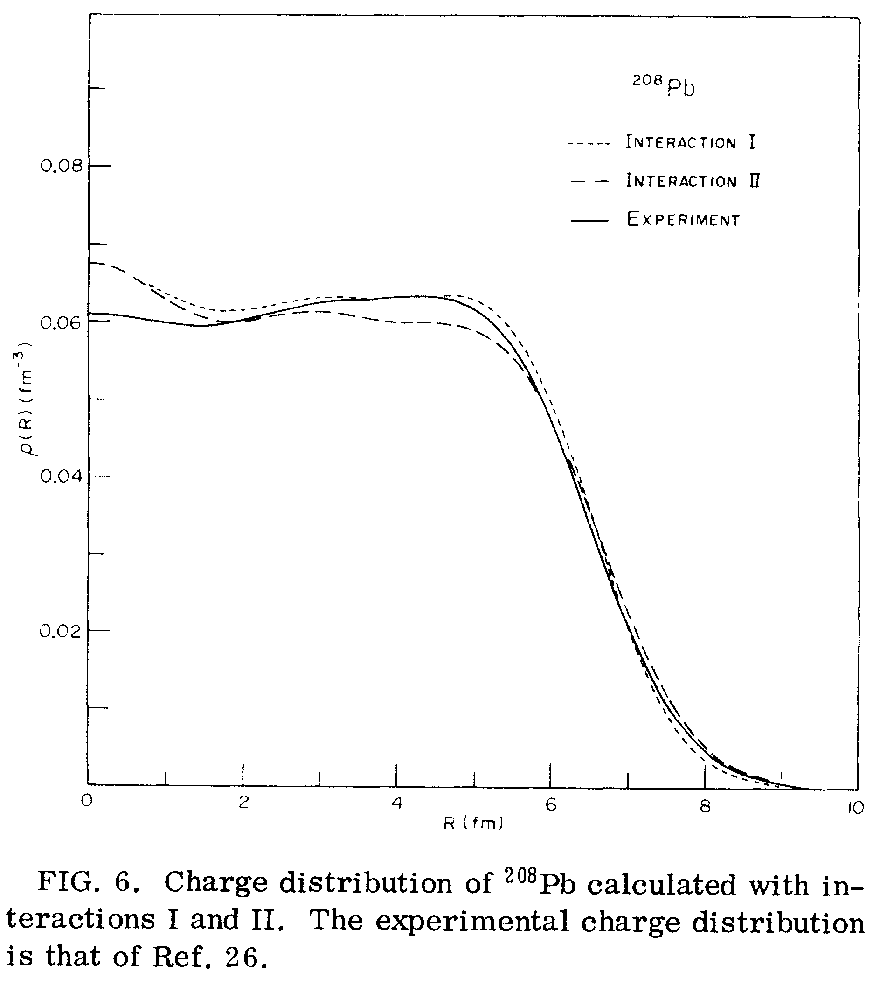 ²⁰⁸Pb
INTERACTION I
INTERACTION II
EXPERIMENT
0.08
0.06
0.04
0.02
ρ(R) (fm⁻³)
0 2 4 6 8 10
R (fm)
FIG. 6. Charge distribution of ²⁰⁸Pb calculated with in-
teractions I and II. The experimental charge distribution
is that of Ref. 26.